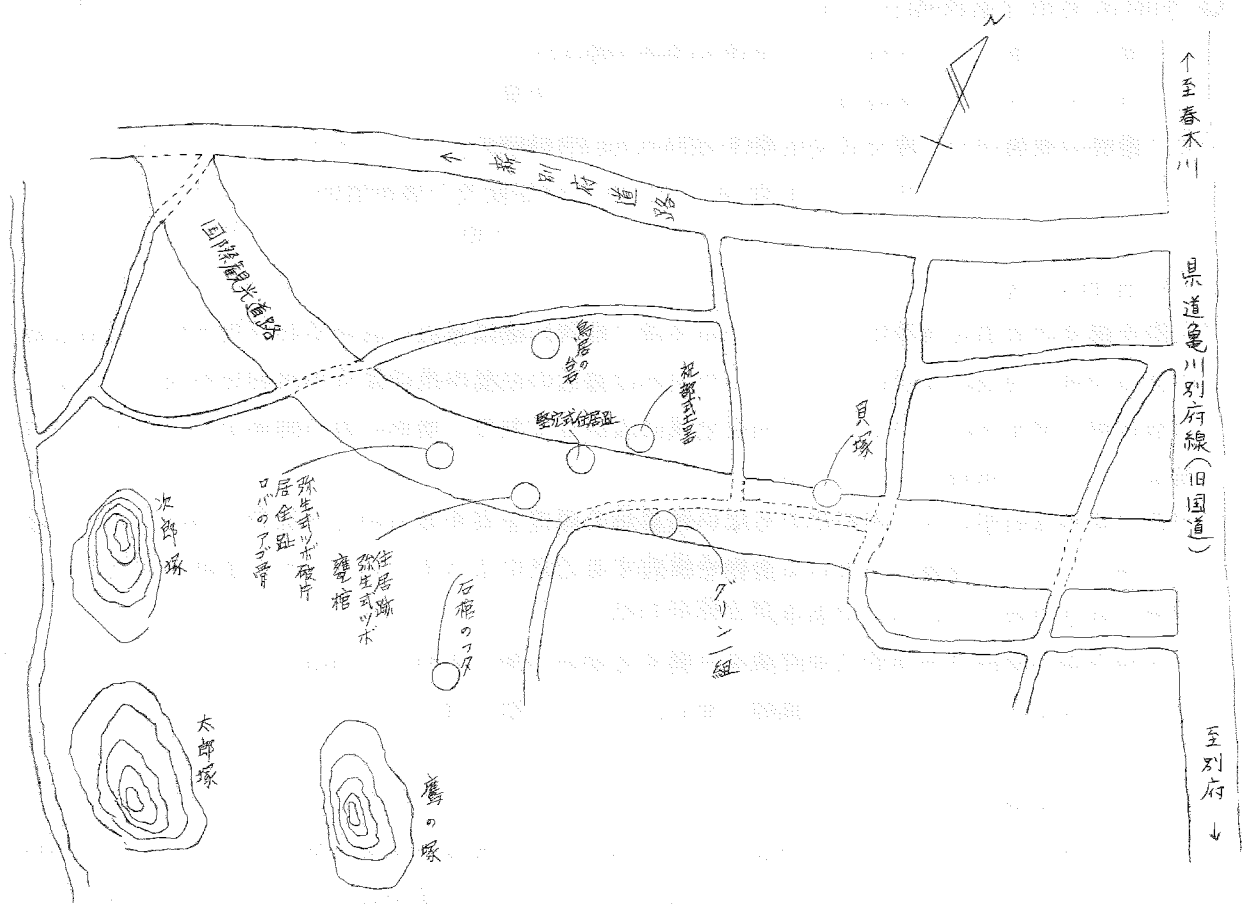 N
↑至春木川
↑新別府道路
国際観光道路
県道亀川別府線(旧国道)
鳥居の岩
祝部式土器
竪穴式住居趾
貝塚
弥生式ツボ破片
居住趾
ロバのアゴ骨
住居跡
弥生式ツボ
甕棺
石棺のフタ
グリーン組
次郎塚
太郎塚
鷹の塚
至別府↓